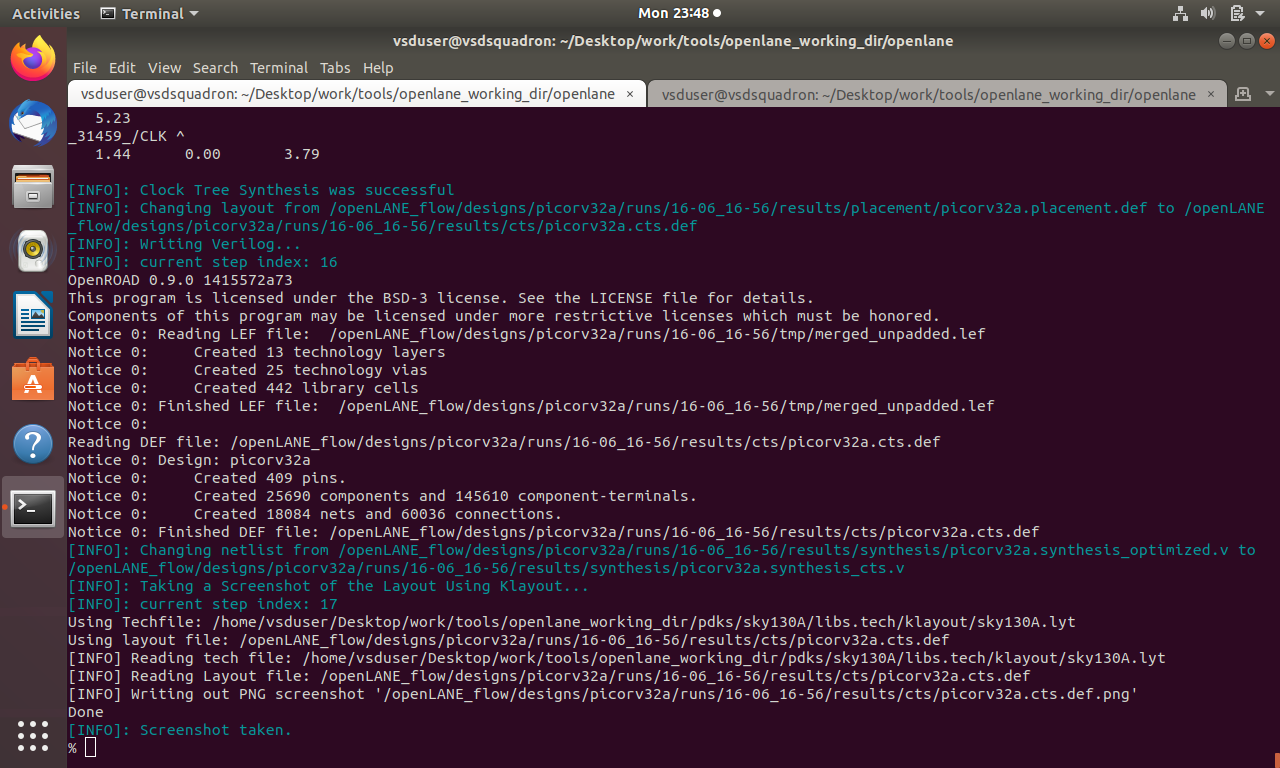 Activities Terminal Mon 23:48
vsduser@vsdsquadron: ~/Desktop/work/tools/openlane_working_dir/openlane
File Edit View Search Terminal Tabs Help
vsduser@vsdsquadron: ~/Desktop/work/tools/openlane_working_dir/openlane × vsduser@vsdsquadron: ~/Desktop/work/tools/openlane_working_dir/openlane ×
5.23
_31459_/CLK ^
1.44 0.00 3.79
[INFO]: Clock Tree Synthesis was successful
[INFO]: Changing layout from /openLANE_flow/designs/picorv32a/runs/16-06_16-56/results/placement/picorv32a.placement.def to /openLANE
_flow/designs/picorv32a/runs/16-06_16-56/results/cts/picorv32a.cts.def
[INFO]: Writing Verilog...
[INFO]: current step index: 16
OpenROAD 0.9.0 1415572a73
This program is licensed under the BSD-3 license. See the LICENSE file for details.
Components of this program may be licensed under more restrictive licenses which must be honored.
Notice 0: Reading LEF file:  /openLANE_flow/designs/picorv32a/runs/16-06_16-56/tmp/merged_unpadded.lef
Notice 0:     Created 13 technology layers
Notice 0:     Created 25 technology vias
Notice 0:     Created 442 library cells
Notice 0: Finished LEF file:  /openLANE_flow/designs/picorv32a/runs/16-06_16-56/tmp/merged_unpadded.lef
Notice 0:
Reading DEF file: /openLANE_flow/designs/picorv32a/runs/16-06_16-56/results/cts/picorv32a.cts.def
Notice 0: Design: picorv32a
Notice 0:     Created 409 pins.
Notice 0:     Created 25690 components and 145610 component-terminals.
Notice 0:     Created 18084 nets and 60036 connections.
Notice 0: Finished DEF file: /openLANE_flow/designs/picorv32a/runs/16-06_16-56/results/cts/picorv32a.cts.def
[INFO]: Changing netlist from /openLANE_flow/designs/picorv32a/runs/16-06_16-56/results/synthesis/picorv32a.synthesis_optimized.v to
/openLANE_flow/designs/picorv32a/runs/16-06_16-56/results/synthesis/picorv32a.synthesis_cts.v
[INFO]: Taking a Screenshot of the Layout Using Klayout...
[INFO]: current step index: 17
Using Techfile: /home/vsduser/Desktop/work/tools/openlane_working_dir/pdks/sky130A/libs.tech/klayout/sky130A.lyt
Using layout file: /openLANE_flow/designs/picorv32a/runs/16-06_16-56/results/cts/picorv32a.cts.def
[INFO] Reading tech file: /home/vsduser/Desktop/work/tools/openlane_working_dir/pdks/sky130A/libs.tech/klayout/sky130A.lyt
[INFO] Reading Layout file: /openLANE_flow/designs/picorv32a/runs/16-06_16-56/results/cts/picorv32a.cts.def
[INFO] Writing out PNG screenshot '/openLANE_flow/designs/picorv32a/runs/16-06_16-56/results/cts/picorv32a.cts.def.png'
Done
[INFO]: Screenshot taken.
%